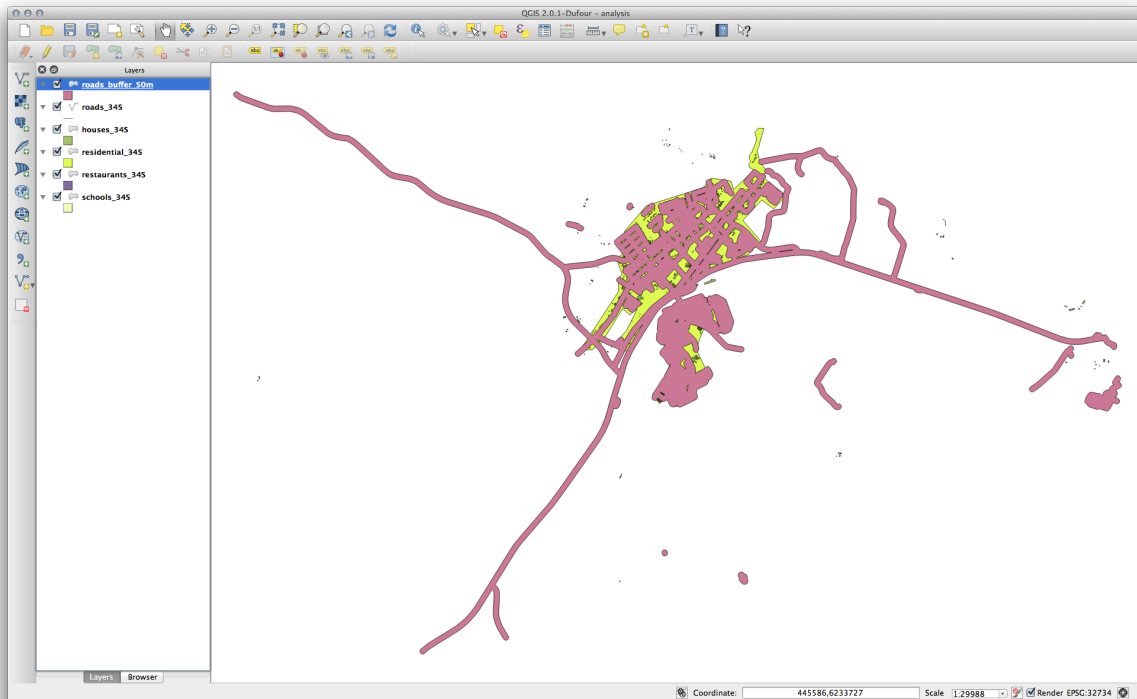 QGIS 2.0.1-Dufour - analysis
Layers
roads_buffer_50m
roads_34S
houses_34S
residential_34S
restaurants_34S
schools_34S
Layers Browser
Coordinate: 445586,6233727 Scale 1:29988 Render EPSG:32734